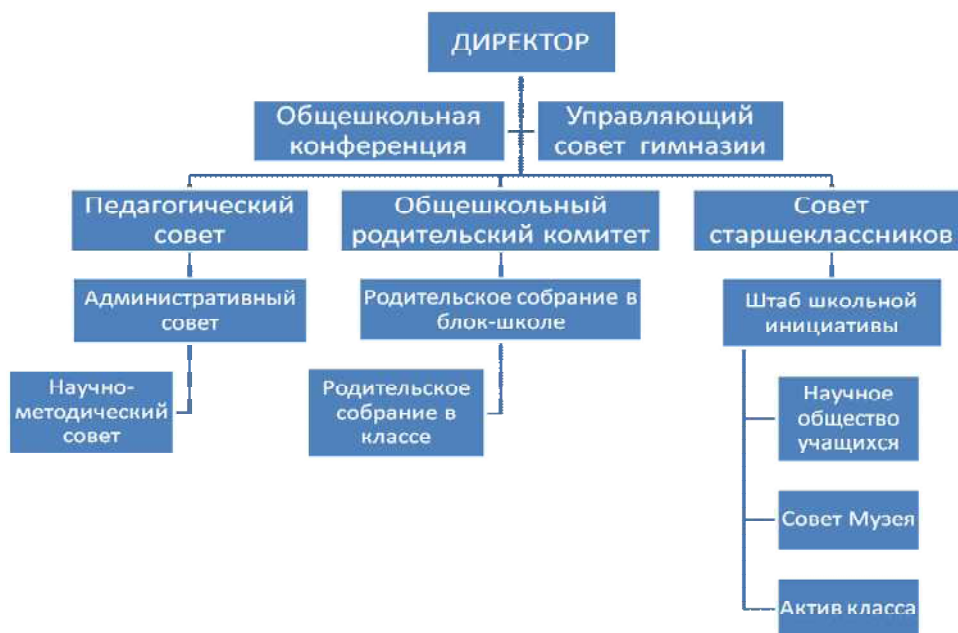 ДИРЕКТОР
Общешкольная
конференция
Управляющий
совет гимназии
Педагогический
совет
Общешкольный
родительский комитет
Совет
старшеклассников
Административный
совет
Родительское собрание в
блок-школе
Штаб школьной
инициативы
Научно-
методический
совет
Родительское
собрание в
классе
Научное
общество
учащихся
Совет Музея
Актив класса